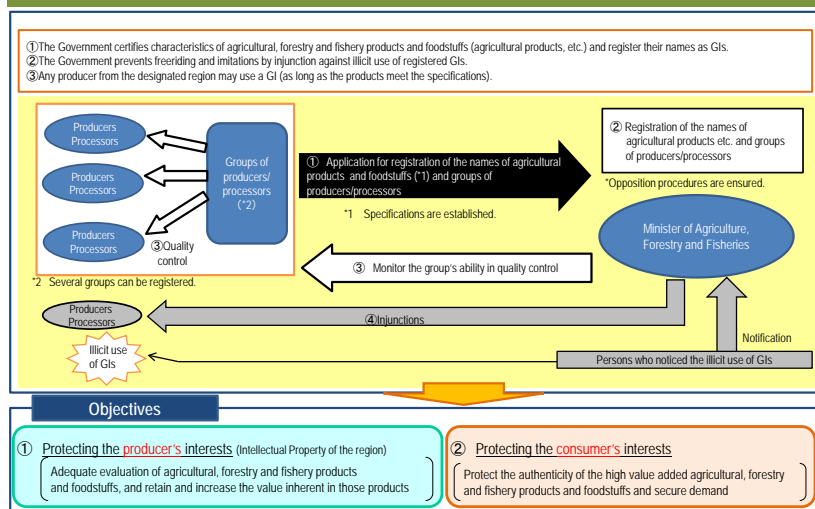 ①The Government certifies characteristics of agricultural, forestry and fishery products and foodstuffs (agricultural products, etc.) and register their names as GIs.
②The Government prevents freeriding and imitations by injunction against illicit use of registered GIs.
③Any producer from the designated region may use a GI (as long as the products meet the specifications).
Producers
Processors
Producers
Processors
Producers
Processors
Groups of
producers/
processors
(*2)
③Quality
control
*2 Several groups can be registered.
① Application for registration of the names of agricultural
products and foodstuffs (*1) and groups of
producers/processors
*1 Specifications are established.
② Registration of the names of
agricultural products etc. and groups
of producers/processors
*Opposition procedures are ensured.
Minister of Agriculture,
Forestry and Fisheries
③ Monitor the group's ability in quality control
Producers
Processors
④Injunctions
Notification
Illicit use
of GIs
Persons who noticed the illicit use of GIs
Objectives
① Protecting the producer's interests (Intellectual Property of the region)
Adequate evaluation of agricultural, forestry and fishery products
and foodstuffs, and retain and increase the value inherent in those products
② Protecting the consumer's interests
Protect the authenticity of the high value added agricultural, forestry
and fishery products and foodstuffs and secure demand